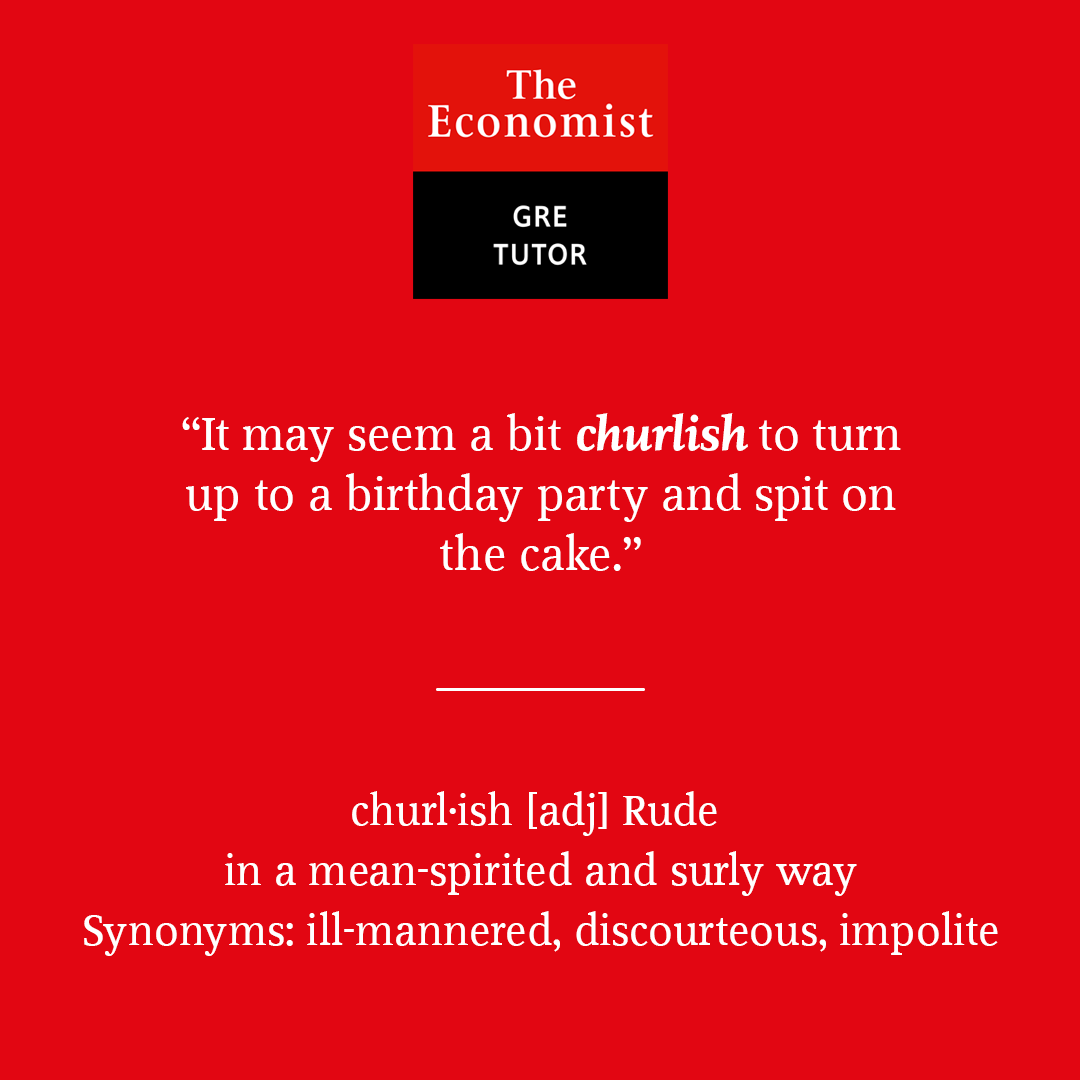 The
Economist
GRE
TUTOR
“It may seem a bit churlish to turn
up to a birthday party and spit on
the cake.”
churl·ish [adj] Rude
in a mean-spirited and surly way
Synonyms: ill-mannered, discourteous, impolite